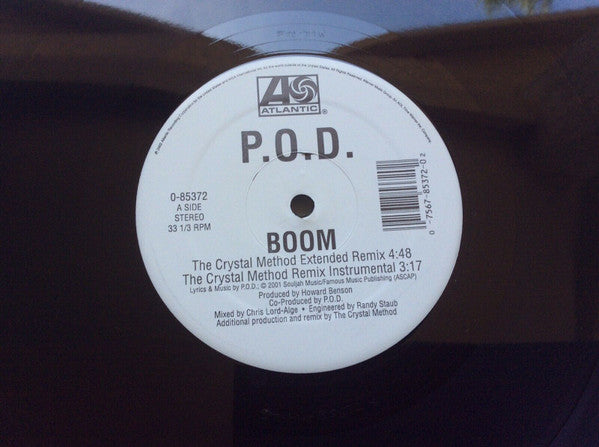 ATLANTIC®
P.O.D.
0-85372
A SIDE
STEREO
33 1/3 RPM
0 7567-85372-0 2
BOOM
The Crystal Method Extended Remix 4:48
The Crystal Method Remix Instrumental 3:17
Lyrics & Music by P.O.D.; © 2001 Souljah Music/Famous Music Publishing (ASCAP)
Produced by Howard Benson
Co-Produced by P.O.D.
Mixed by Chris Lord-Alge • Engineered by Randy Staub
Additional production and remix by The Crystal Method